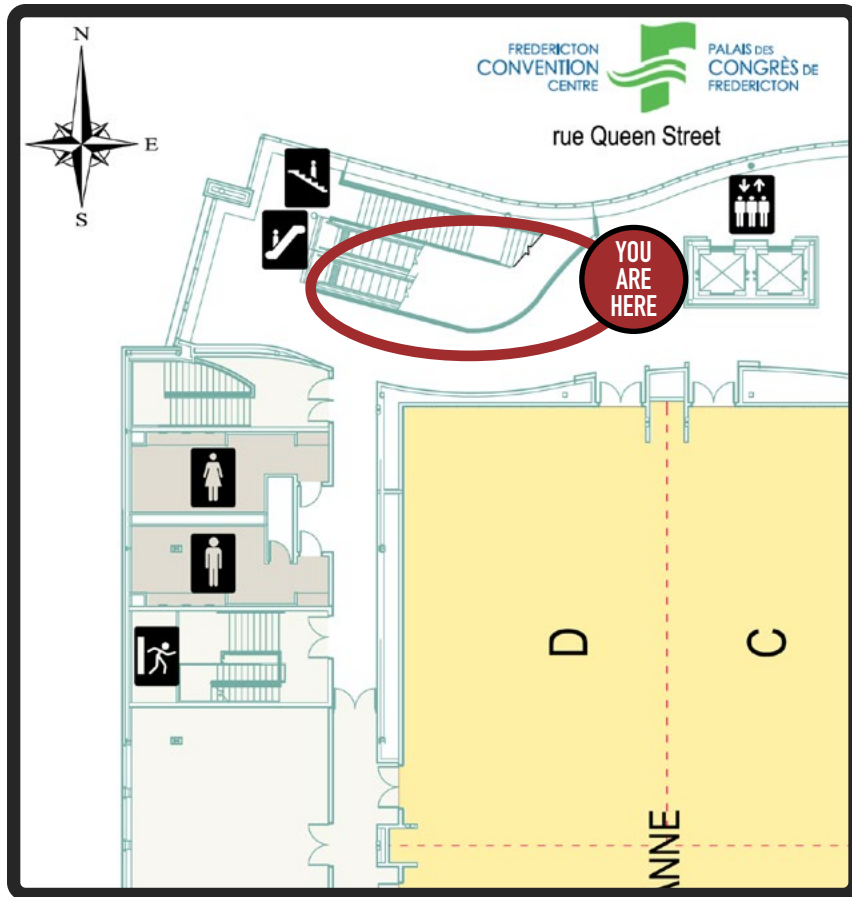 N
E
S
FREDERICTON
CONVENTION
CENTRE
PALAIS DES
CONGRÈS DE
FREDERICTON
rue Queen Street
YOU
ARE
HERE
D
C
ANNE